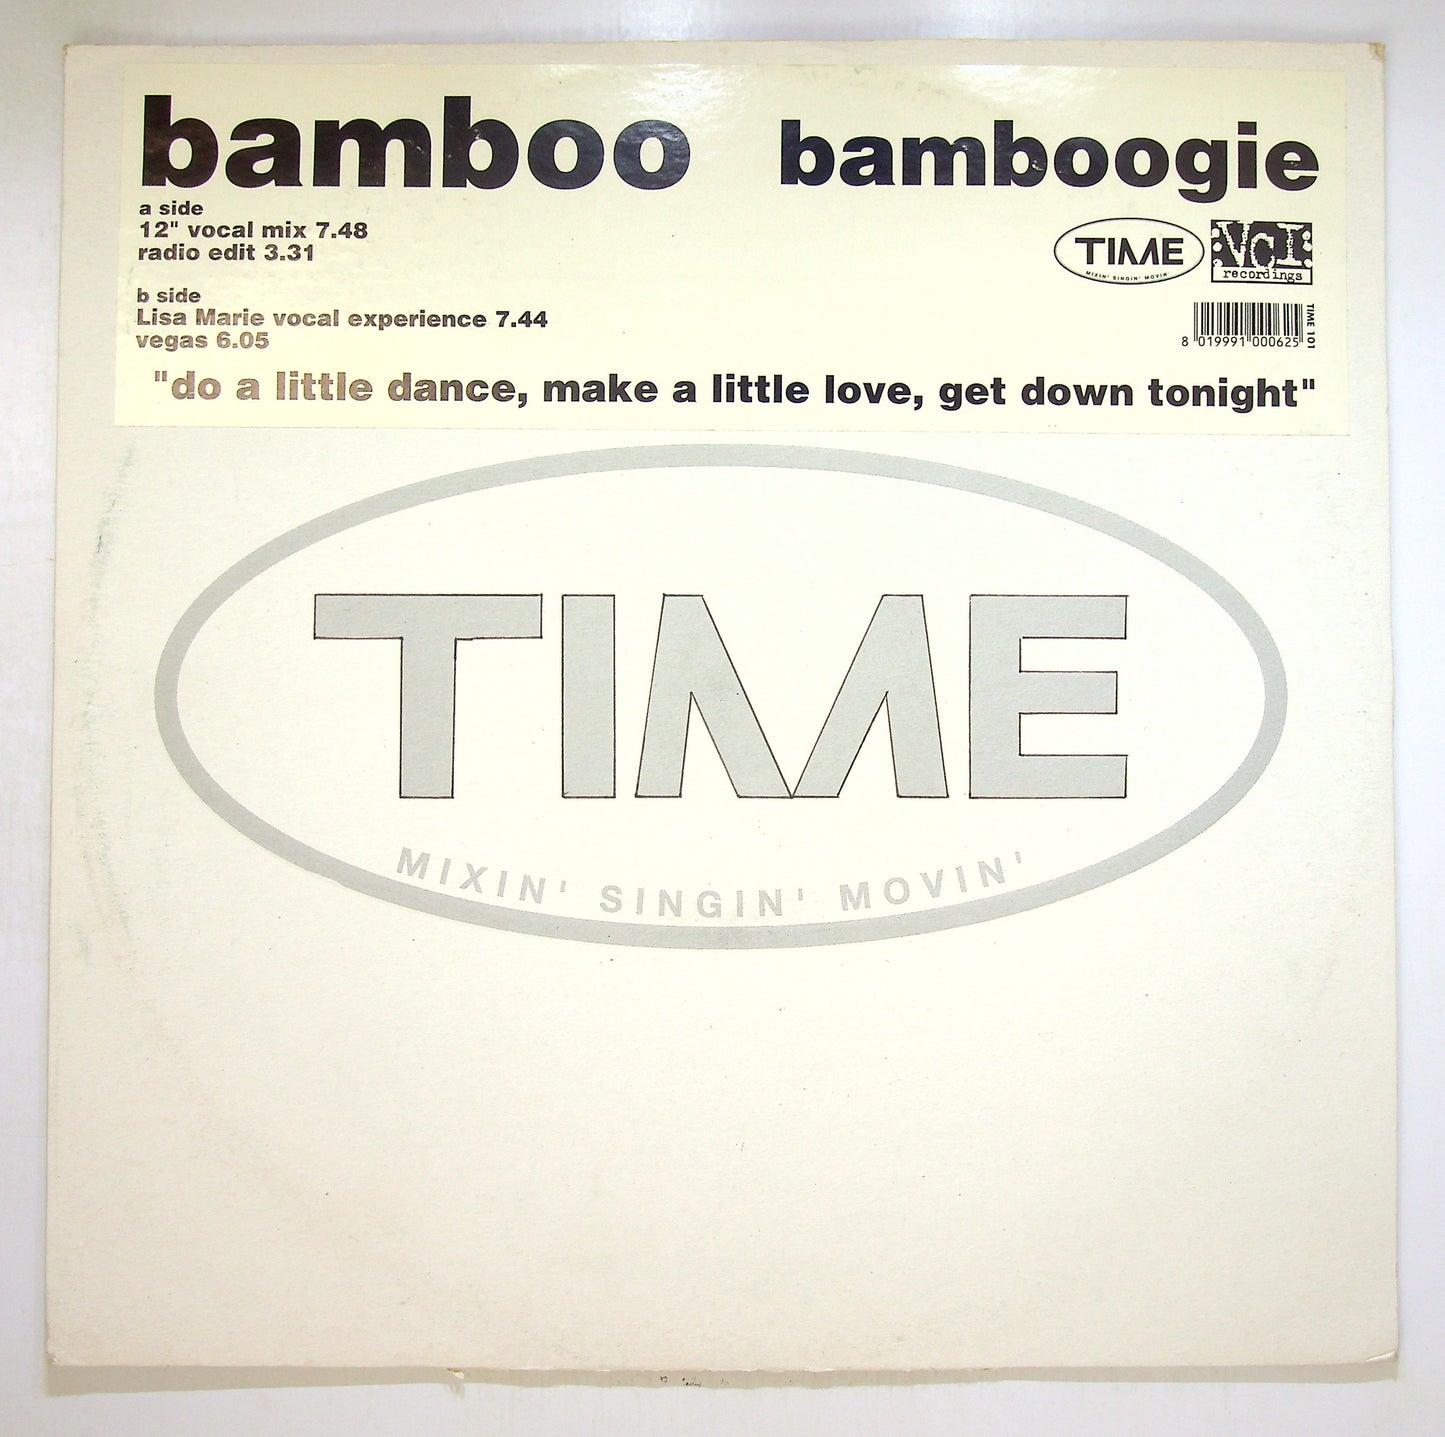 bamboo bamboogie
a side
12" vocal mix 7.48
radio edit 3.31
b side
Lisa Marie vocal experience 7.44
vegas 6.05
TIME
MIXIN' SINGIN' MOVIN'
VCI
recordings
8 019991 000625
TIME 101
"do a little dance, make a little love, get down tonight"
TIME
MIXIN' SINGIN' MOVIN'